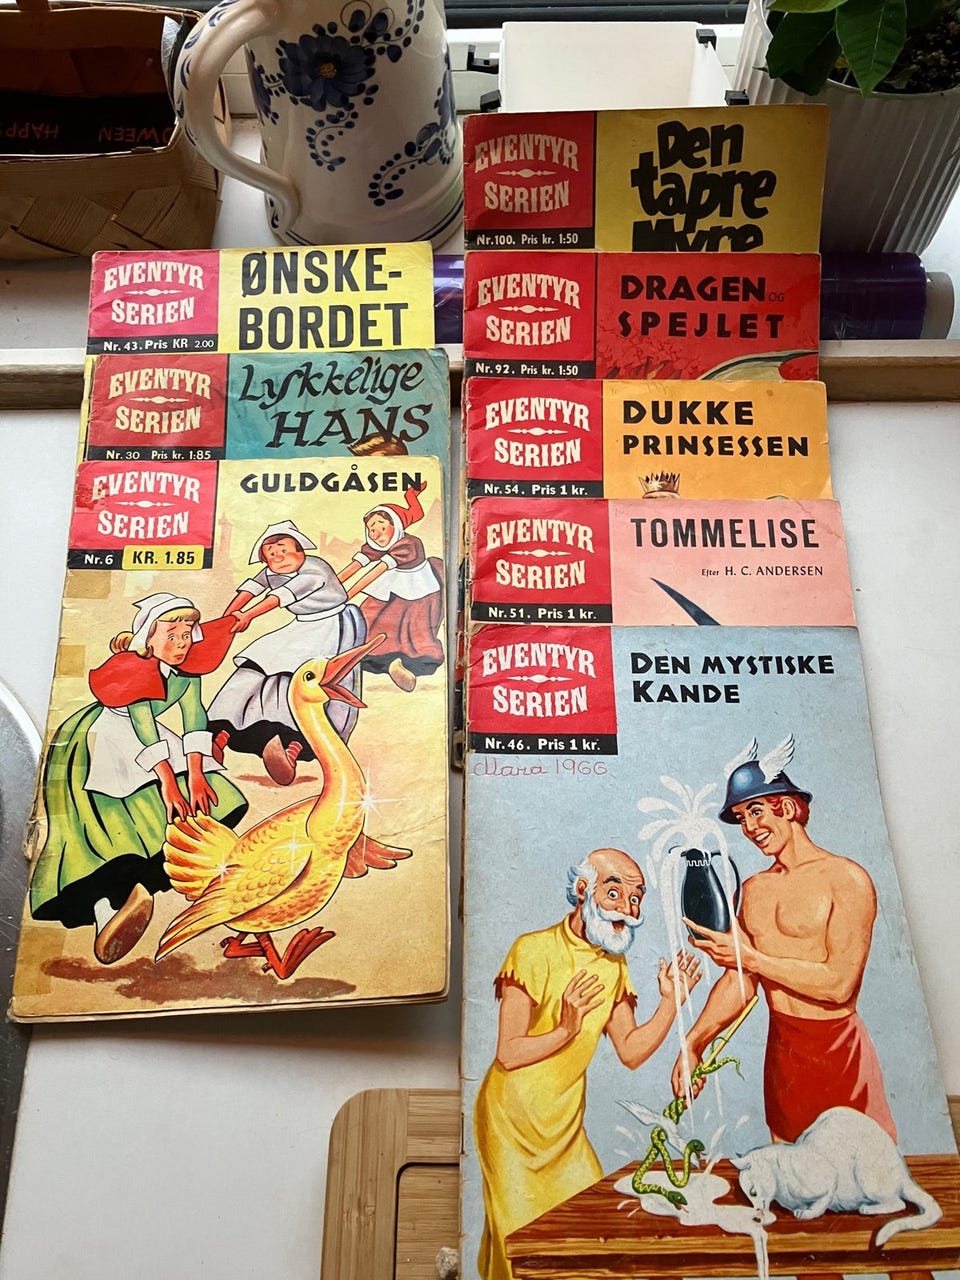 EVENTYR
SERIEN
Nr. 43. Pris KR 2.00
ØNSKE-
BORDET
EVENTYR
SERIEN
Nr. 30 Pris kr. 1:85
Lykkelige
HANS
EVENTYR
SERIEN
Nr. 6 KR. 1.85
GULDGÅSEN
EVENTYR
SERIEN
Nr. 100. Pris kr. 1:50
Den
tapre
Myre
EVENTYR
SERIEN
Nr. 92. Pris kr. 1:50
DRAGEN OG
SPEJLET
EVENTYR
SERIEN
Nr. 54. Pris 1 kr.
DUKKE
PRINSESSEN
EVENTYR
SERIEN
Nr. 51. Pris 1 kr.
TOMMELISE
Efter H. C. ANDERSEN
EVENTYR
SERIEN
Nr. 46. Pris 1 kr.
DEN MYSTISKE
KANDE
Mara 1966